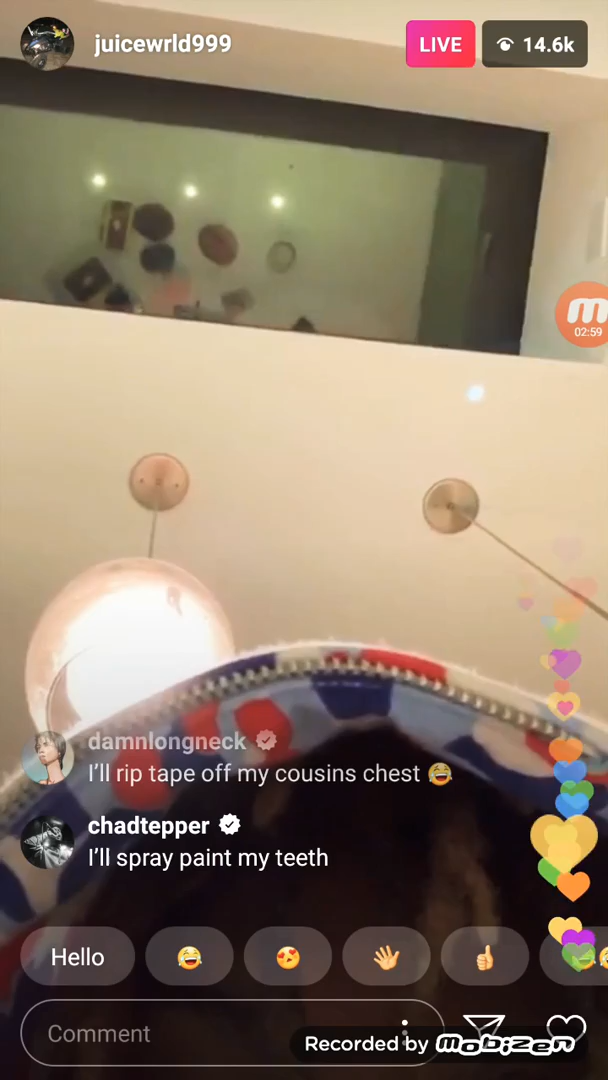 juicewrld999
LIVE
14.6k
02:59
damnlongneck
I'll rip tape off my cousins chest 😂
chadtepper
I'll spray paint my teeth
Hello
Comment
Recorded by mobizen